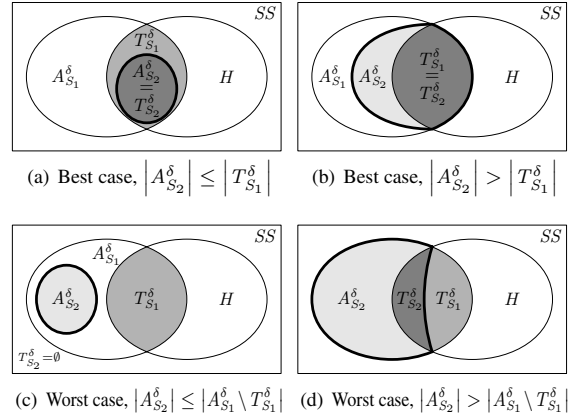 SS
T^δ_{S_1}
A^δ_{S_1}
A^δ_{S_2}
=
T^δ_{S_2}
H
(a) Best case, |A^δ_{S_2}| ≤ |T^δ_{S_1}|
SS
A^δ_{S_1}
A^δ_{S_2}
T^δ_{S_1}
=
T^δ_{S_2}
H
(b) Best case, |A^δ_{S_2}| > |T^δ_{S_1}|
SS
A^δ_{S_1}
A^δ_{S_2}
T^δ_{S_1}
H
T^δ_{S_2}=∅
(c) Worst case, |A^δ_{S_2}| ≤ |A^δ_{S_1} \ T^δ_{S_1}|
SS
A^δ_{S_2}
T^δ_{S_2}
T^δ_{S_1}
H
(d) Worst case, |A^δ_{S_2}| > |A^δ_{S_1} \ T^δ_{S_1}|